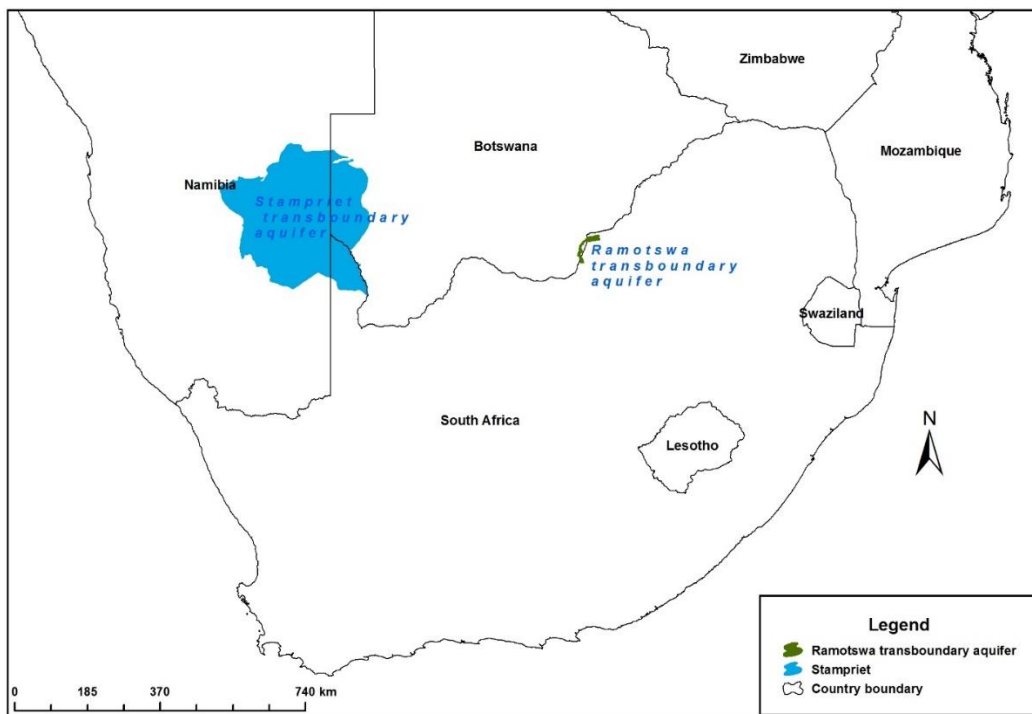 Zimbabwe
Botswana
Mozambique
Namibia
Stampriet
transboundary
aquifer
Ramotswa
transboundary
aquifer
Swaziland
South Africa
Lesotho
N
Legend
Ramotswa transboundary aquifer
Stampriet
Country boundary
0 185 370 740 km